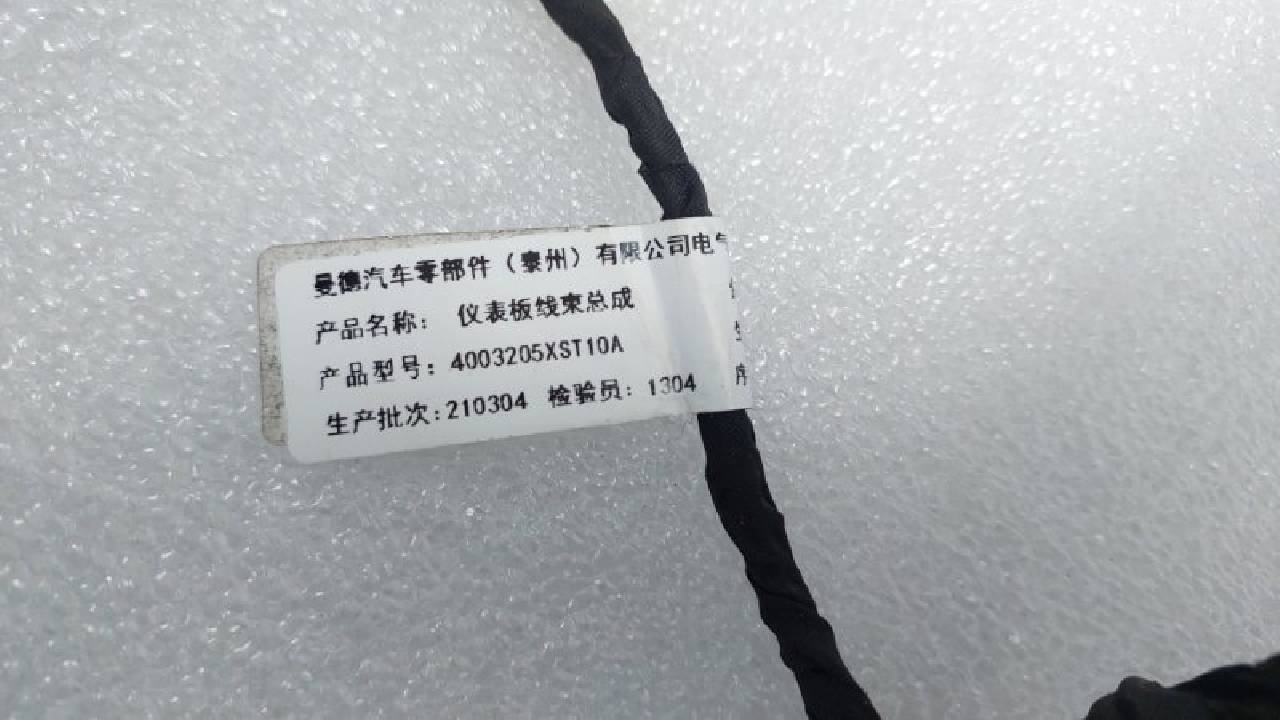 曼德汽车零部件（泰州）有限公司电气
产品名称： 仪表板线束总成
产品型号：4003205XST10A
生产批次:210304 检验员: 1304 序